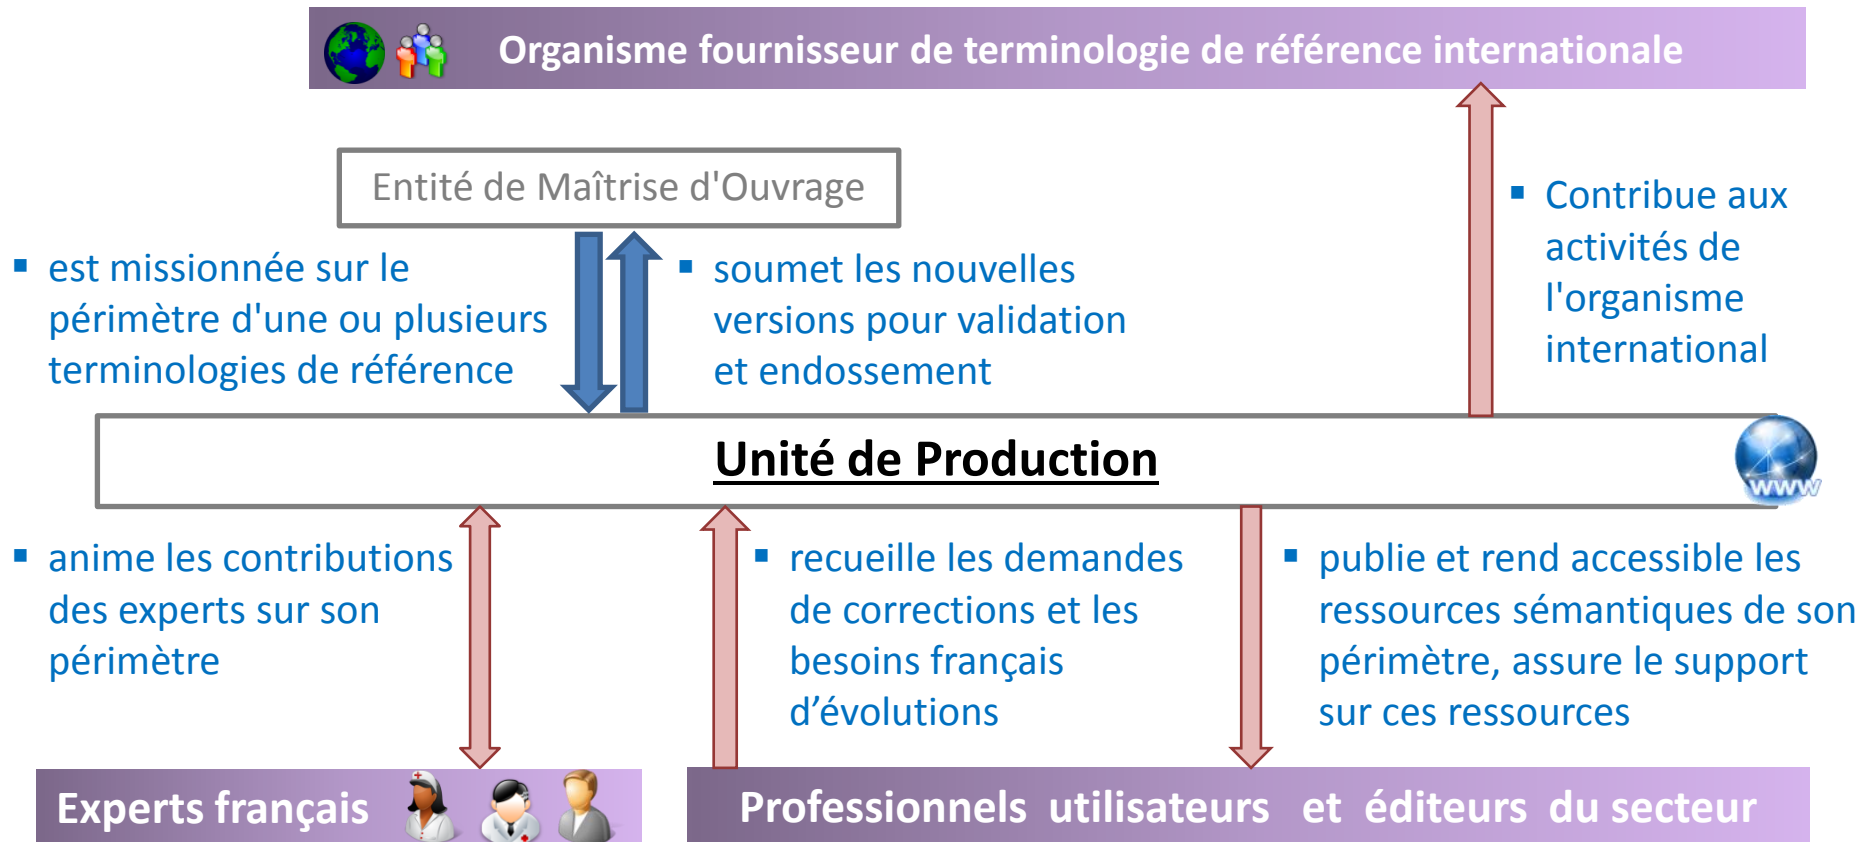 Organisme fournisseur de terminologie de référence internationale
Entité de Maîtrise d'Ouvrage
est missionnée sur le
périmètre d'une ou plusieurs
terminologies de référence
soumet les nouvelles
versions pour validation
et endossement
Contribue aux
activités de
l'organisme
international
Unité de Production
www
anime les contributions
des experts sur son
périmètre
recueille les demandes
de corrections et les
besoins français
d’évolutions
publie et rend accessible les
ressources sémantiques de son
périmètre, assure le support
sur ces ressources
Experts français
Professionnels utilisateurs et éditeurs du secteur